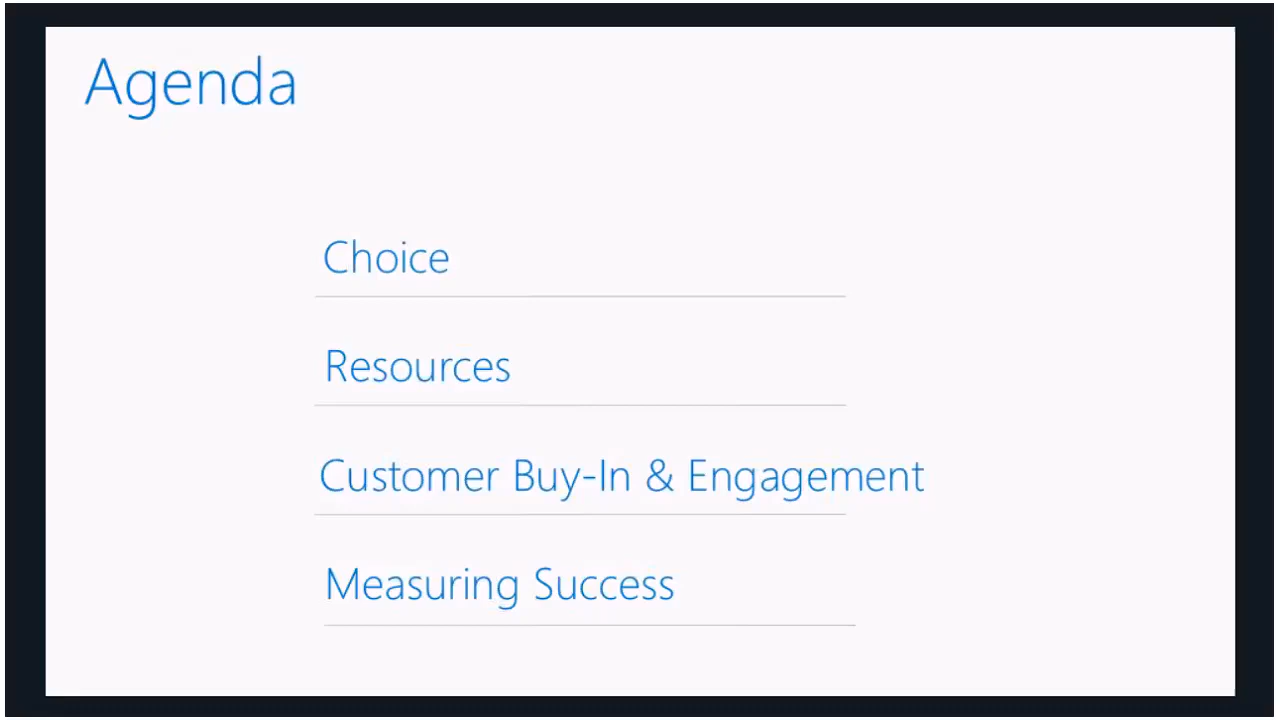 Agenda
Choice
Resources
Customer Buy-In & Engagement
Measuring Success